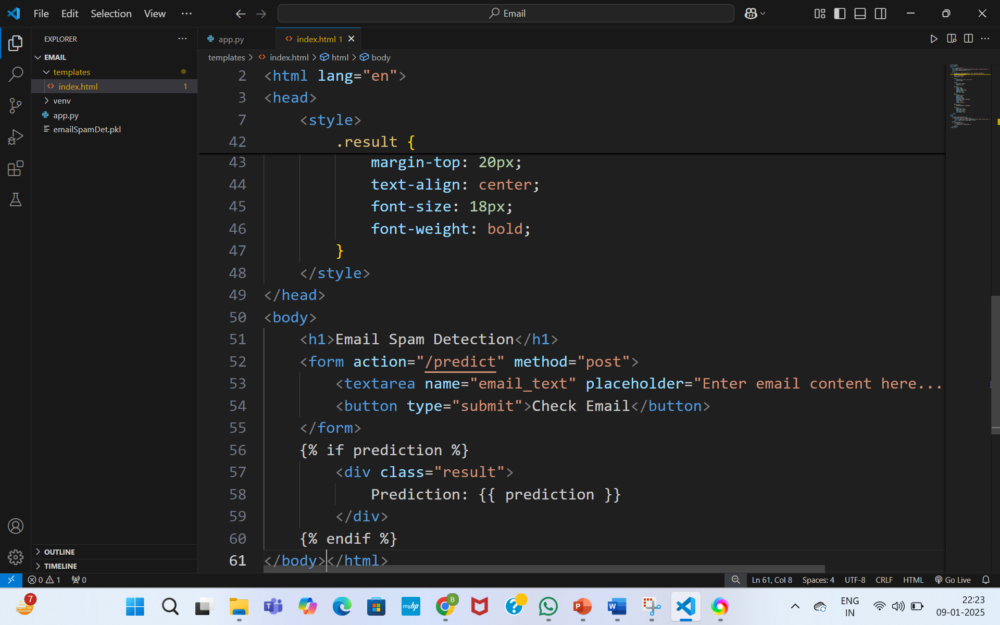 File Edit Selection View
Email
EXPLORER
app.py
index.html 1
EMAIL
templates
index.html 1
venv
app.py
emailSpamDet.pkl
templates > index.html > html > body
2 <html lang="en">
3 <head>
7 <style>
42 .result {
43 margin-top: 20px;
44 text-align: center;
45 font-size: 18px;
46 font-weight: bold;
47 }
48 </style>
49 </head>
50 <body>
51 <h1>Email Spam Detection</h1>
52 <form action="/predict" method="post">
53 <textarea name="email_text" placeholder="Enter email content here...
54 <button type="submit">Check Email</button>
55 </form>
56 {% if prediction %}
57 <div class="result">
58 Prediction: {{ prediction }}
59 </div>
60 {% endif %}
61 </body></html>
OUTLINE
TIMELINE
0 1 0
Ln 61, Col 8 Spaces: 4 UTF-8 CRLF HTML Go Live
7
myhp
B
ENG
IN
22:23
09-01-2025